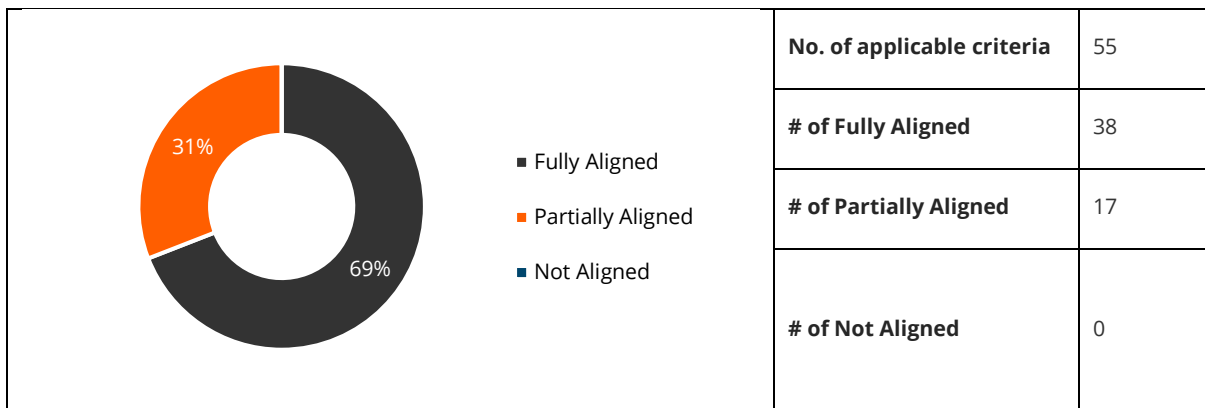 31%
69%
Fully Aligned
Partially Aligned
Not Aligned
No. of applicable criteria 55
# of Fully Aligned 38
# of Partially Aligned 17
# of Not Aligned 0